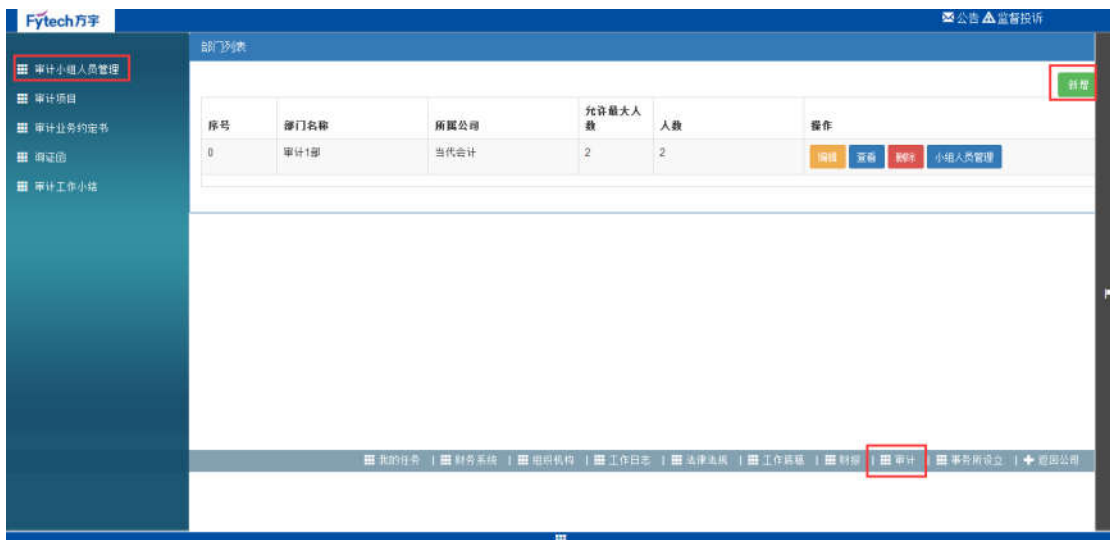 Fytech方宇
公告 监督投诉
部门列表
审计小组人员管理
审计项目
审计业务约定书
询证函
审计工作小结
新增
序号 部门名称 所属公司 允许最大人数 人数 操作
0 审计1部 当代会计 2 2 编辑 查看 删除 小组人员管理
我的任务 | 财务系统 | 组织机构 | 工作日志 | 法律法规 | 工作底稿 | 财报 | 审计 | 事务所设立 | 返回公司